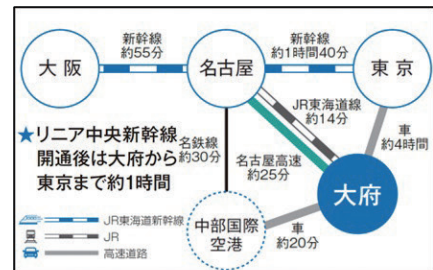 新幹線
約55分
新幹線
約1時間40分
大阪
名古屋
東京
JR東海道線
約14分
★リニア中央新幹線
開通後は大府から
東京まで約1時間
名鉄線
約30分
名古屋高速
約25分
車
約4時間
大府
中部国際
空港
車
約20分
JR東海道新幹線
JR
高速道路